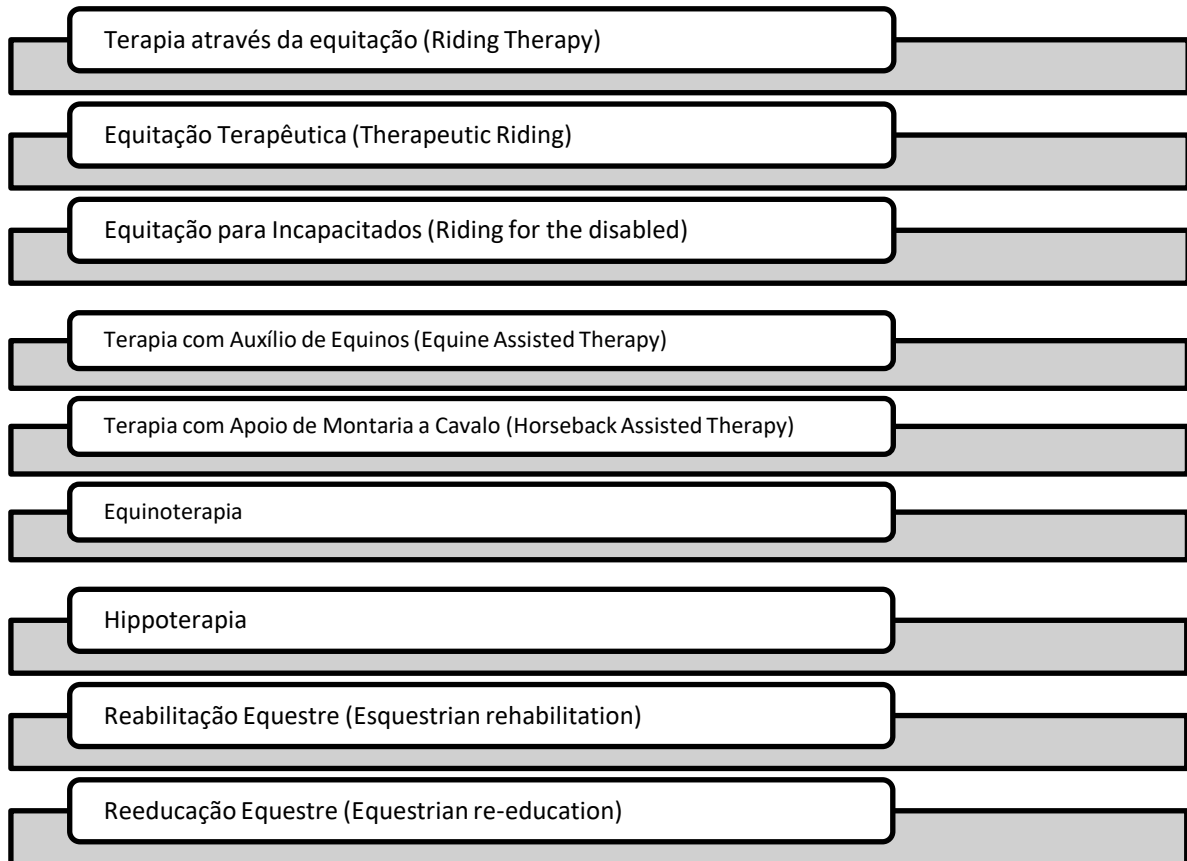 Terapia através da equitação (Riding Therapy)
Equitação Terapêutica (Therapeutic Riding)
Equitação para Incapacitados (Riding for the disabled)
Terapia com Auxílio de Equinos (Equine Assisted Therapy)
Terapia com Apoio de Montaria a Cavalo (Horseback Assisted Therapy)
Equinoterapia
Hippoterapia
Reabilitação Equestre (Esquestrian rehabilitation)
Reeducação Equestre (Equestrian re-education)